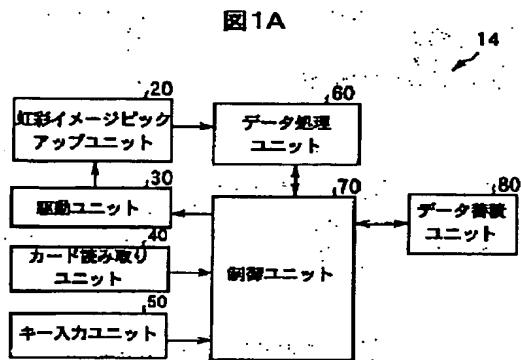 図1A
14
20
虹彩イメージピック
アップユニット
60
データ処理
ユニット
30
駆動ユニット
70
制御ユニット
80
データ蓄積
ユニット
40
カード読み取り
ユニット
50
キー入力ユニット